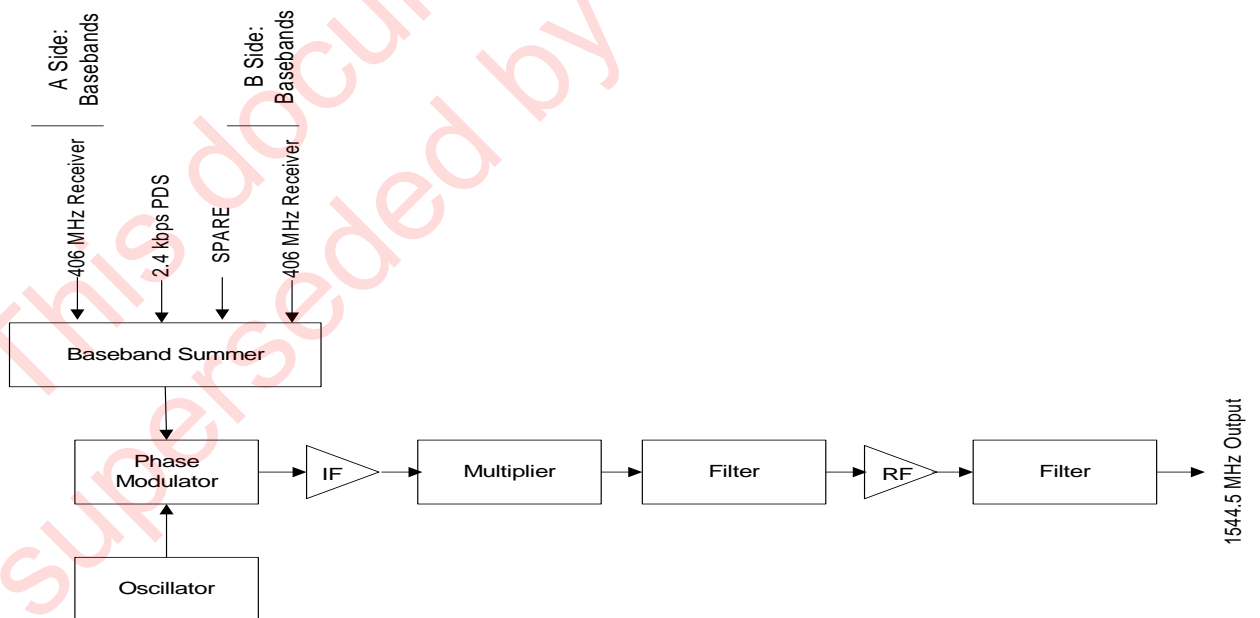 A Side:
Basebands
B Side:
Basebands
406 MHz Receiver
2.4 kbps PDS
SPARE
406 MHz Receiver
Baseband Summer
Phase
Modulator
IF
Multiplier
Filter
RF
Filter
1544.5 MHz Output
Oscillator
This docu
superseded by